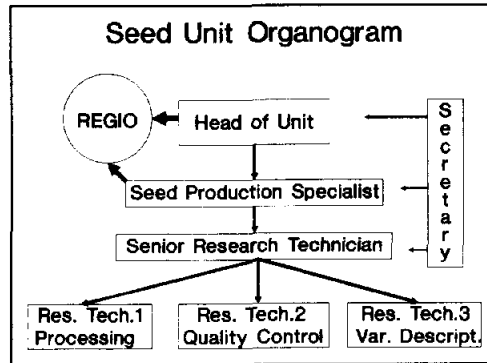 Seed Unit Organogram
REGIO
Head of Unit
Secretary
Seed Production Specialist
Senior Research Technician
Res. Tech.1
Processing
Res. Tech.2
Quality Control
Res. Tech.3
Var. Descript.